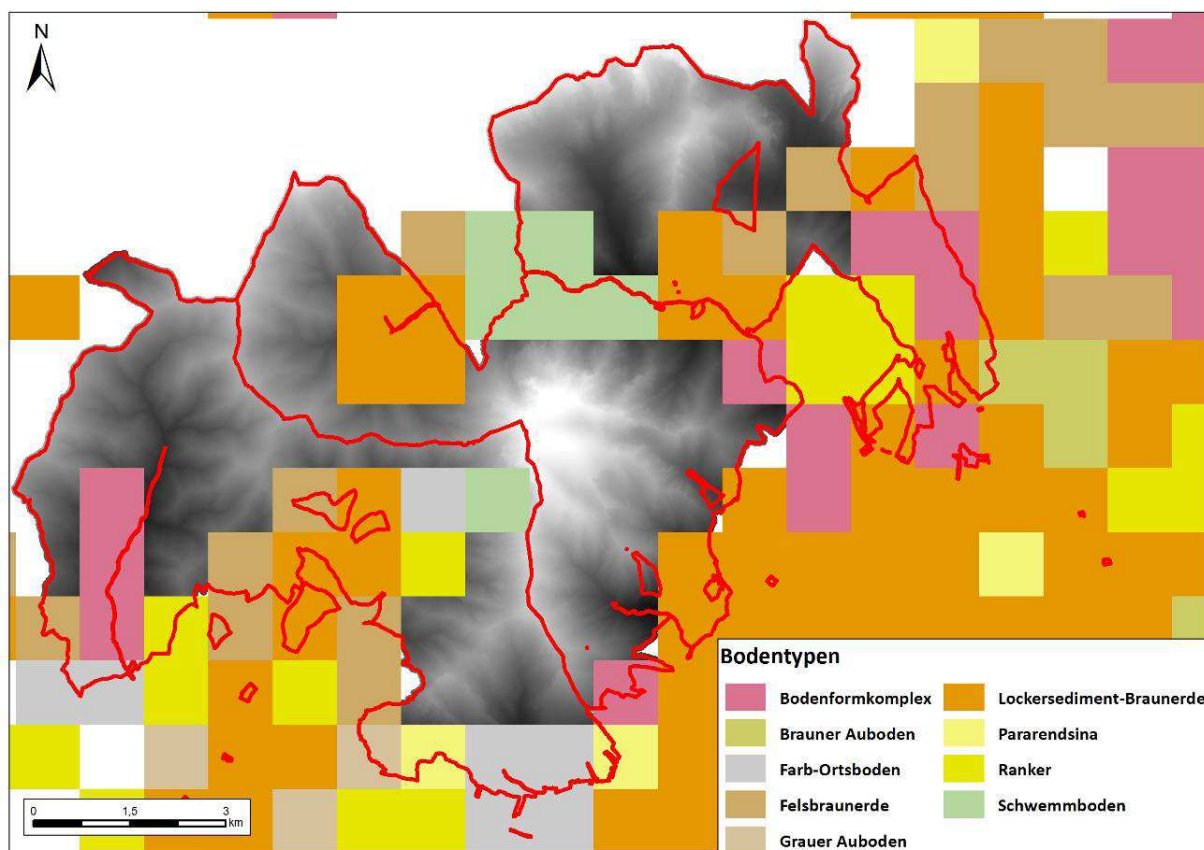 N
Bodentypen
Bodenformkomplex
Brauner Auboden
Farb-Ortsboden
Felsbraunerde
Grauer Auboden
Lockersediment-Braunerde
Pararendsina
Ranker
Schwemmboden
0 1,5 3
km